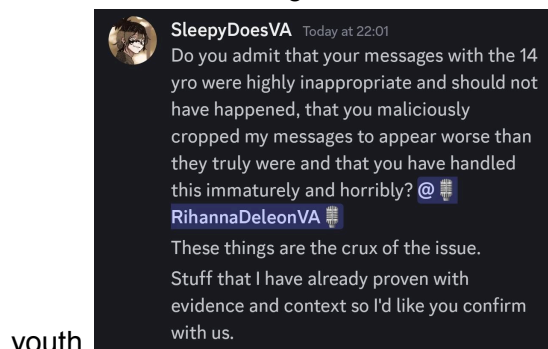 SleepyDoesVA Today at 22:01
Do you admit that your messages with the 14
yro were highly inappropriate and should not
have happened, that you maliciously
cropped my messages to appear worse than
they truly were and that you have handled
this immaturely and horribly? @🎙️
RihannaDeleonVA🎙️
These things are the crux of the issue.
Stuff that I have already proven with
evidence and context so I'd like you confirm
with us.
youth